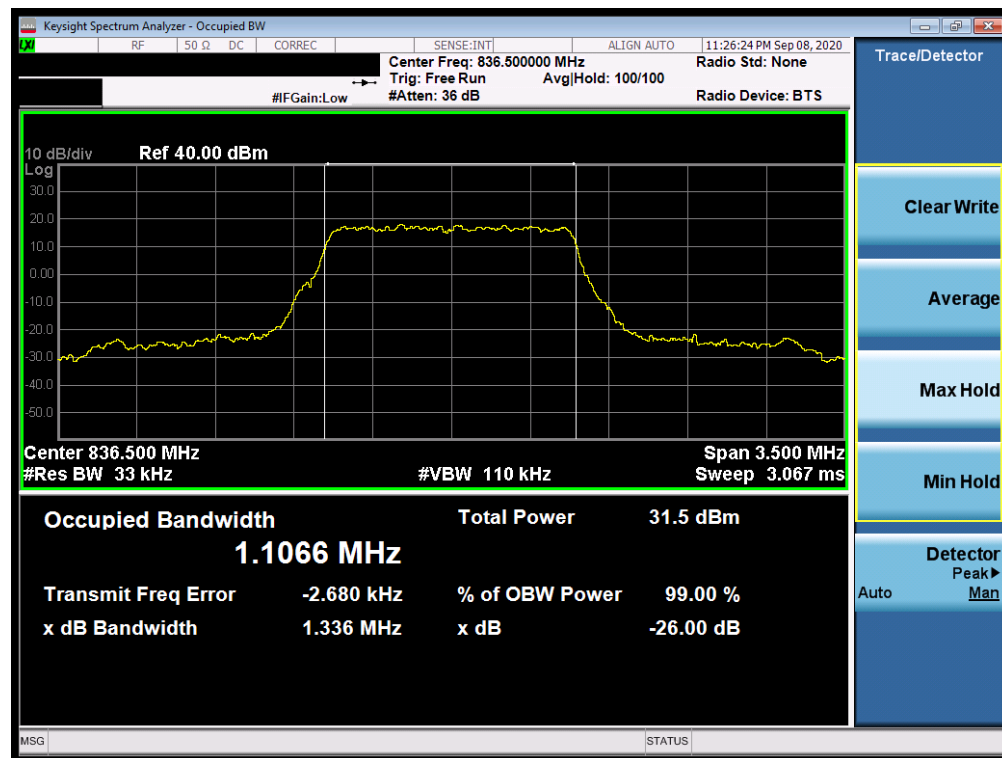 Keysight Spectrum Analyzer - Occupied BW
LXI RF 50 Ω DC CORREC SENSE:INT ALIGN AUTO 11:26:24 PM Sep 08, 2020
Center Freq: 836.500000 MHz Radio Std: None
Trig: Free Run Avg|Hold: 100/100
#IFGain:Low #Atten: 36 dB Radio Device: BTS
10 dB/div Ref 40.00 dBm
Log
30.0
20.0
10.0
0.00
-10.0
-20.0
-30.0
-40.0
-50.0
Center 836.500 MHz Span 3.500 MHz
#Res BW 33 kHz #VBW 110 kHz Sweep 3.067 ms
Occupied Bandwidth Total Power 31.5 dBm
1.1066 MHz
Transmit Freq Error -2.680 kHz % of OBW Power 99.00 %
x dB Bandwidth 1.336 MHz x dB -26.00 dB
MSG STATUS
Trace/Detector
Clear Write
Average
Max Hold
Min Hold
Detector
Peak▶
Auto Man